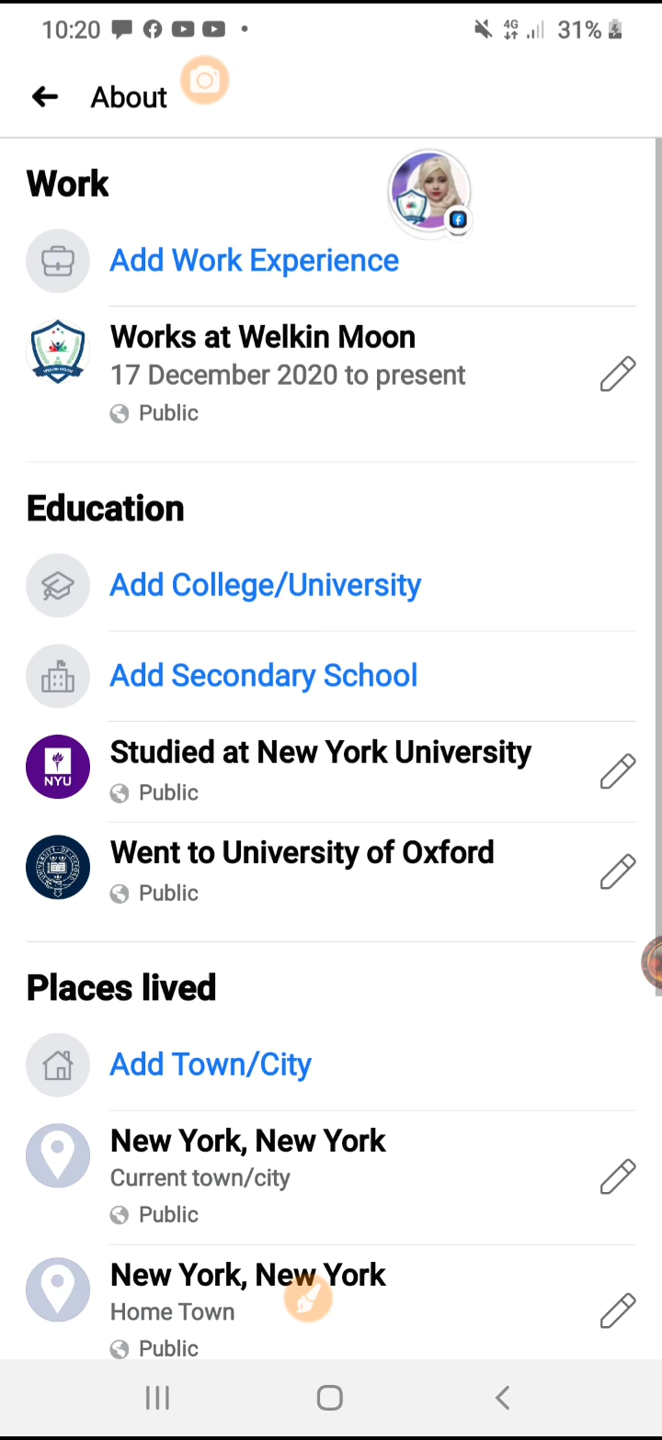 10:20
4G
31%
About
Work
Add Work Experience
Works at Welkin Moon
17 December 2020 to present
Public
Education
Add College/University
Add Secondary School
Studied at New York University
NYU
Public
Went to University of Oxford
Public
Places lived
Add Town/City
New York, New York
Current town/city
Public
New York, New York
Home Town
Public